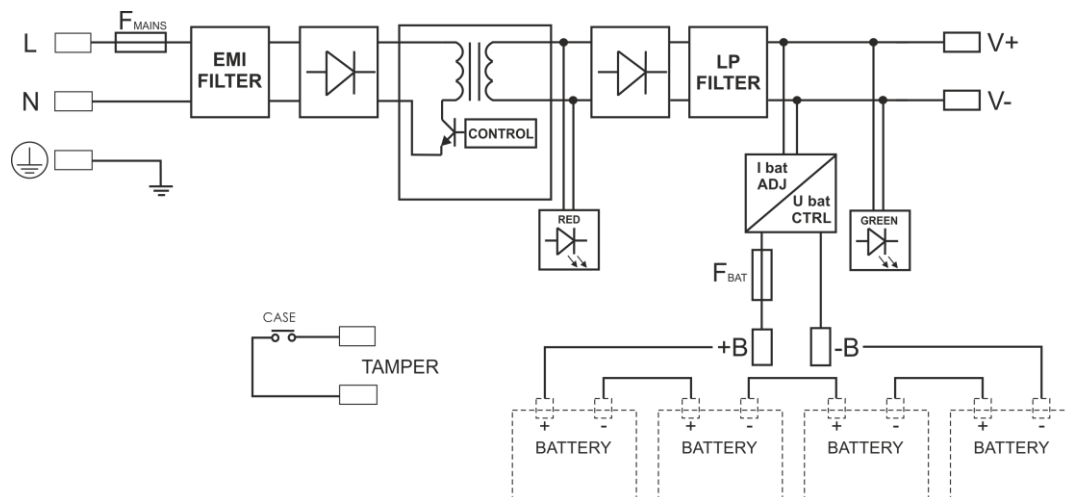 L
F MAINS
EMI
FILTER
LP
FILTER
V+
N
V-
CONTROL
I bat
ADJ
U bat
CTRL
RED
GREEN
F BAT
CASE
TAMPER
+B
-B
+ - + - + - + -
BATTERY BATTERY BATTERY BATTERY